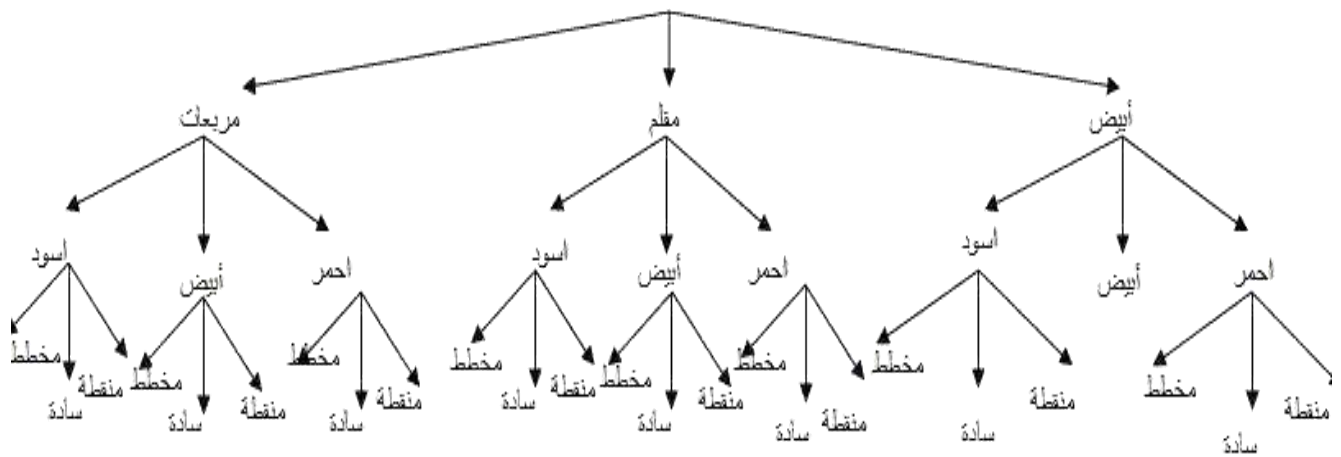 أبيض مقلم مربعات
احمر أبيض اسود احمر أبيض اسود احمر أبيض اسود
منقطة سادة مخطط منقطة سادة مخطط منقطة سادة مخطط منقطة سادة مخطط منقطة سادة مخطط منقطة سادة مخطط منقطة سادة مخطط منقطة سادة مخطط